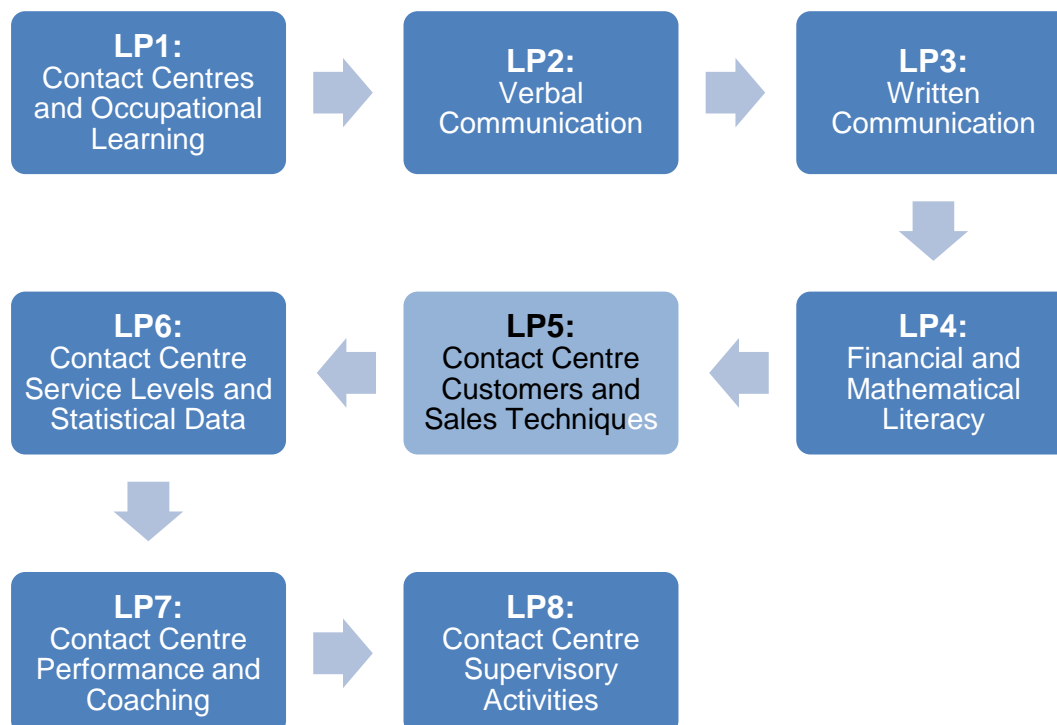 LP1:
Contact Centres
and Occupational
Learning
LP2:
Verbal
Communication
LP3:
Written
Communication
LP4:
Financial and
Mathematical
Literacy
LP5:
Contact Centre
Customers and
Sales Techniques
LP6:
Contact Centre
Service Levels and
Statistical Data
LP7:
Contact Centre
Performance and
Coaching
LP8:
Contact Centre
Supervisory
Activities